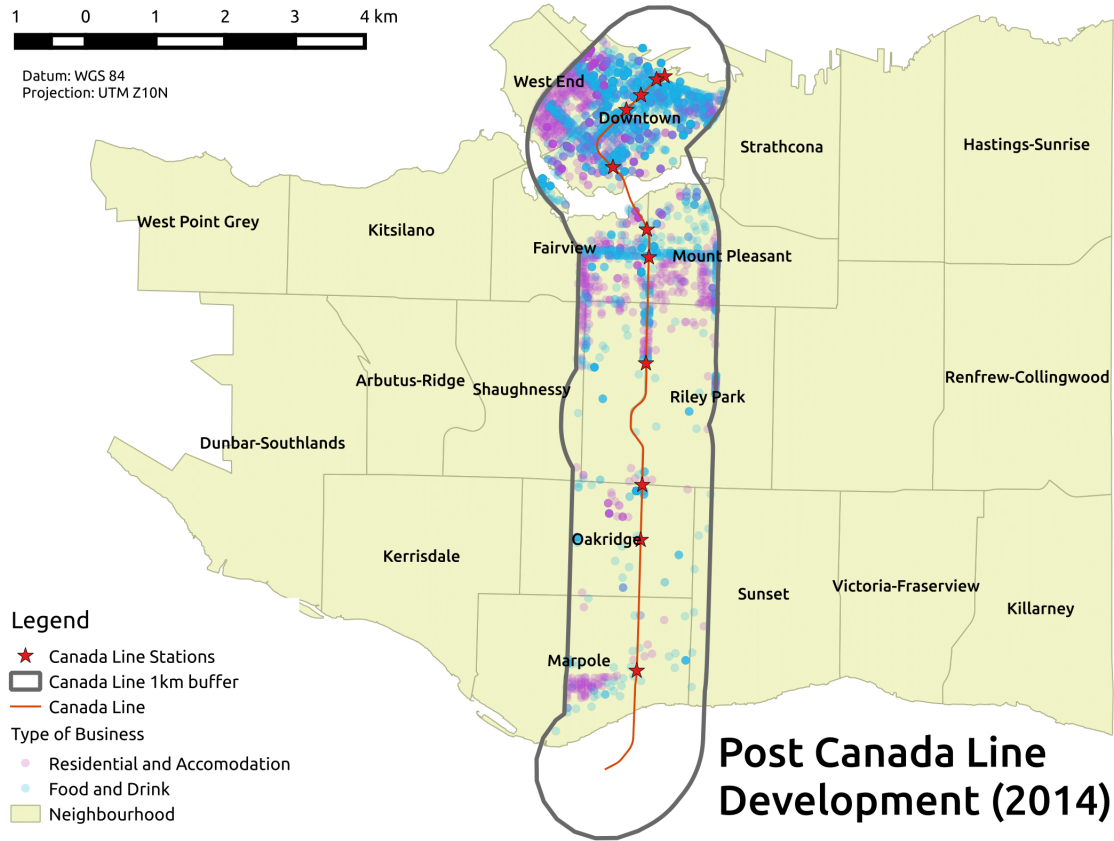 1 0 1 2 3 4 km
Datum: WGS 84
Projection: UTM Z10N
West End
Downtown
Strathcona
Hastings-Sunrise
West Point Grey
Kitsilano
Fairview
Mount Pleasant
Arbutus-Ridge
Shaughnessy
Riley Park
Renfrew-Collingwood
Dunbar-Southlands
Oakridge
Kerrisdale
Sunset
Victoria-Fraserview
Killarney
Marpole
Legend
Canada Line Stations
Canada Line 1km buffer
Canada Line
Type of Business
Residential and Accomodation
Food and Drink
Neighbourhood
Post Canada Line
Development (2014)